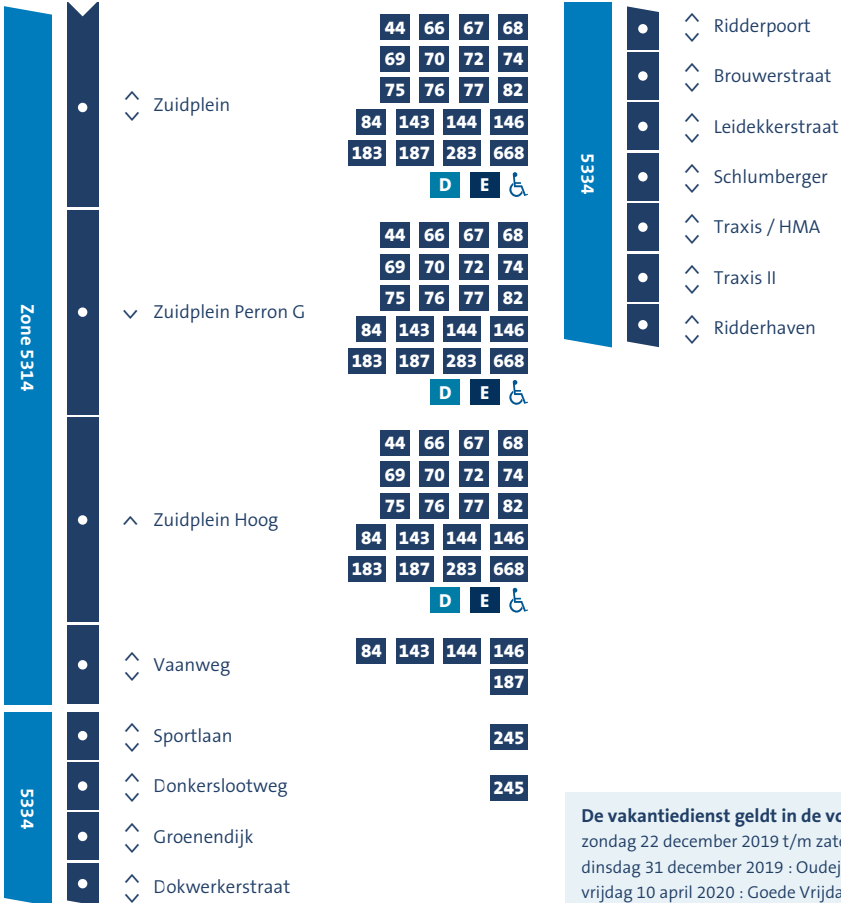 Zone 5314
44 66 67 68
69 70 72 74
75 76 77 82
Zuidplein
84 143 144 146
183 187 283 668
D E
44 66 67 68
69 70 72 74
75 76 77 82
Zuidplein Perron G
84 143 144 146
183 187 283 668
D E
44 66 67 68
69 70 72 74
75 76 77 82
Zuidplein Hoog
84 143 144 146
183 187 283 668
D E
Vaanweg 84 143 144 146
187
5334
Sportlaan 245
Donkerslootweg 245
Groenendijk
Dokwerkerstraat
5334
Ridderpoort
Brouwerstraat
Leidekkerstraat
Schlumberger
Traxis / HMA
Traxis II
Ridderhaven
De vakantiedienst geldt in de
zondag 22 december 2019 t/m
dinsdag 31 december 2019 :
vrijdag 10 april 2020 : Goede